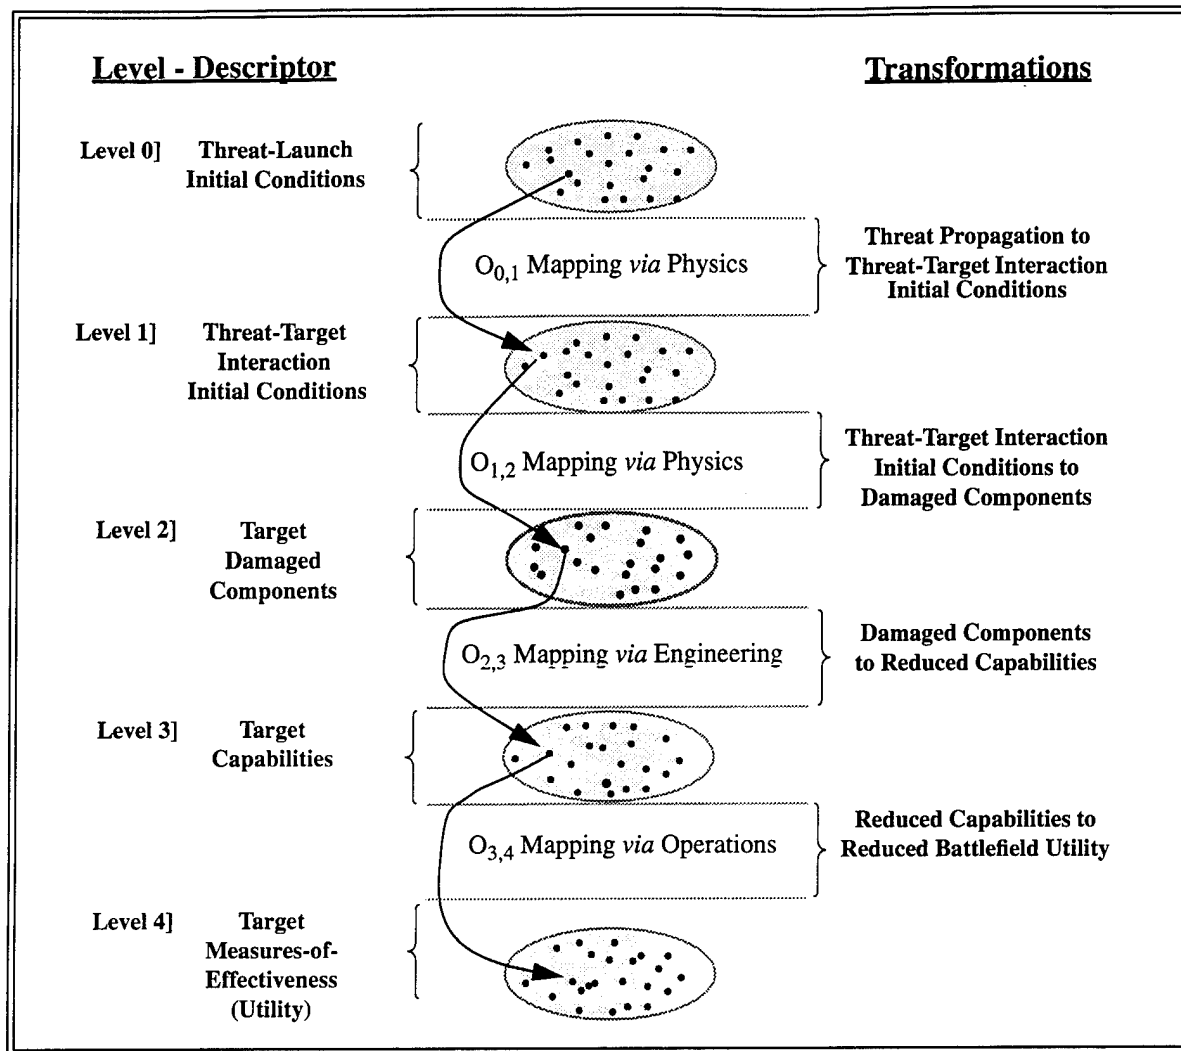 Level - Descriptor
Transformations
Level 0]
Threat-Launch
Initial Conditions
O0,1 Mapping via Physics
Threat Propagation to
Threat-Target Interaction
Initial Conditions
Level 1]
Threat-Target
Interaction
Initial Conditions
O1,2 Mapping via Physics
Threat-Target Interaction
Initial Conditions to
Damaged Components
Level 2]
Target
Damaged
Components
O2,3 Mapping via Engineering
Damaged Components
to Reduced Capabilities
Level 3]
Target
Capabilities
O3,4 Mapping via Operations
Reduced Capabilities to
Reduced Battlefield Utility
Level 4]
Target
Measures-of-
Effectiveness
(Utility)